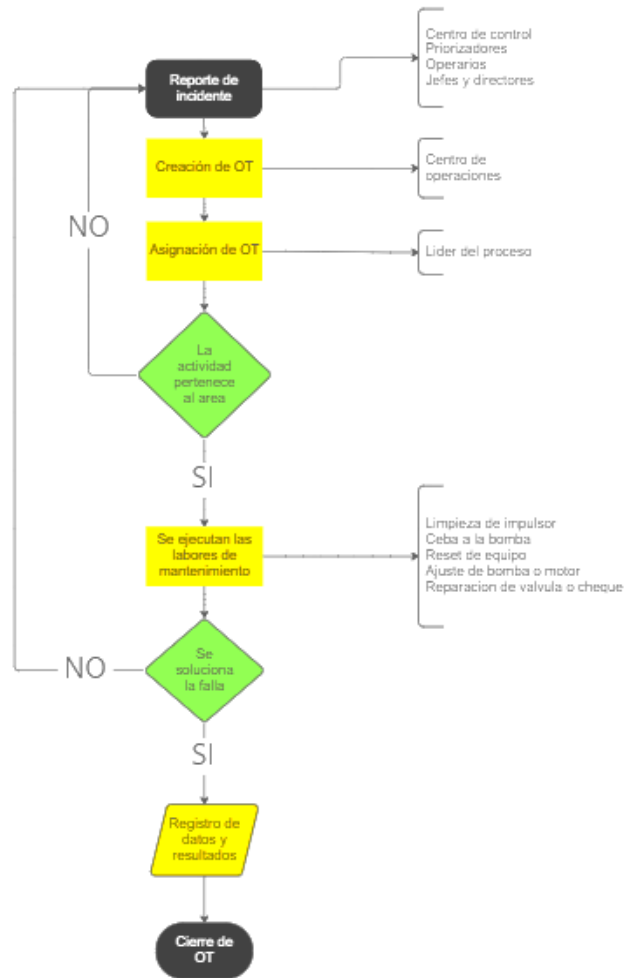 Centro de control
Priorizadores
Operarios
Jefes y directores
Reporte de
incidente
Creación de OT
Centro de
operaciones
NO
Asignación de OT
Lider del proceso
La
actividad
pertenece
al area
SI
Se ejecutan las
labores de
mantenimiento
Limpieza de impulsor
Ceba a la bomba
Reset de equipo
Ajuste de bomba o motor
Reparacion de valvula o cheque
NO
Se
soluciona
la falla
SI
Registro de
datos y
resultados
Cierre de
OT